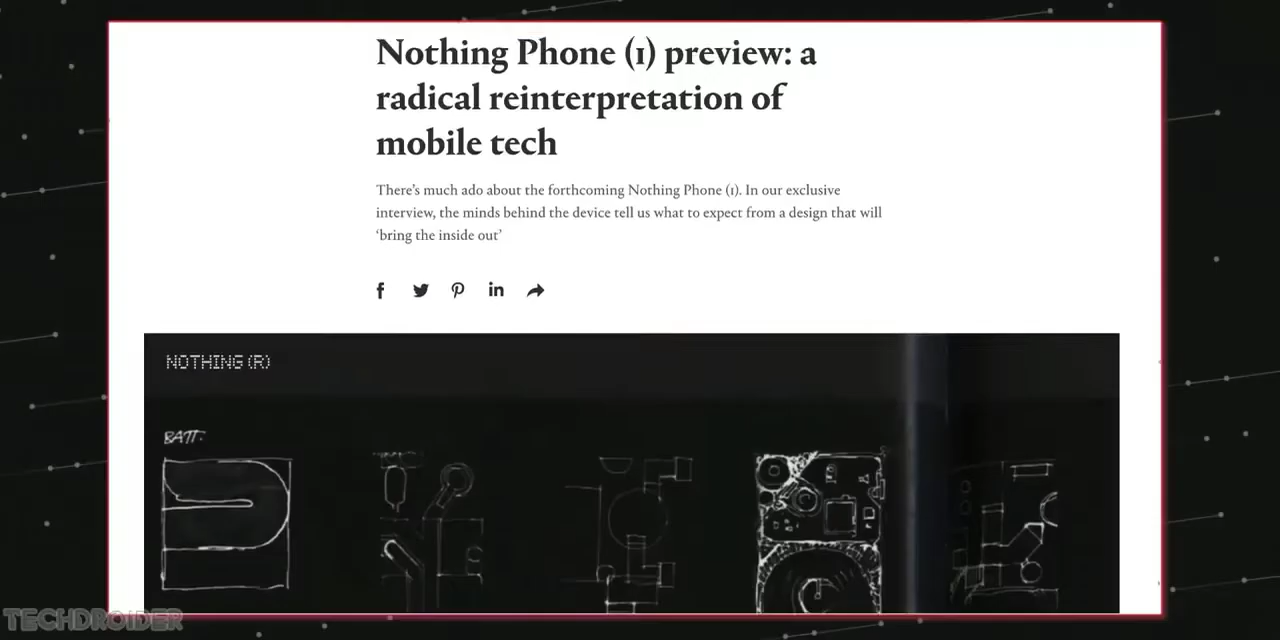 Nothing Phone (1) preview: a
radical reinterpretation of
mobile tech
There’s much ado about the forthcoming Nothing Phone (1). In our exclusive
interview, the minds behind the device tell us what to expect from a design that will
‘bring the inside out’
NOTHING (R)
BATT:
TECHDROIDER